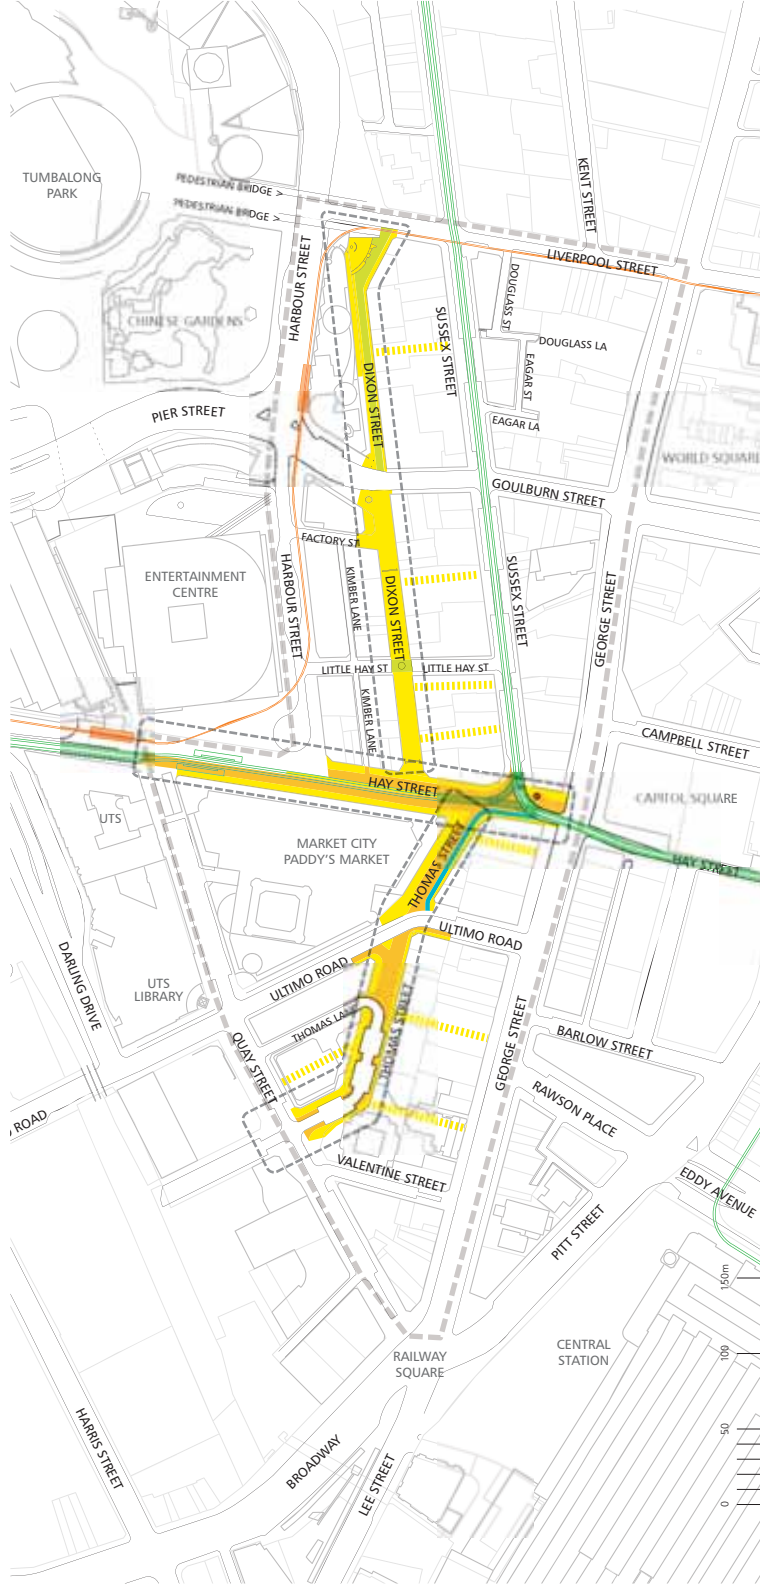 TUMBALONG
PARK
PEDESTRIAN BRIDGE >
PEDESTRIAN BRIDGE >
KENT STREET
LIVERPOOL STREET
HARBOUR STREET
CHINESE GARDENS
SUSSEX STREET
DOUGLASS ST
DOUGLASS LA
EAGAR ST
EAGAR LA
PIER STREET
DIXON STREET
WORLD SQUARE
GOULBURN STREET
FACTORY ST
ENTERTAINMENT
CENTRE
HARBOUR STREET
KIMBER LANE
DIXON STREET
SUSSEX STREET
GEORGE STREET
LITTLE HAY ST
LITTLE HAY ST
KIMBER LANE
CAMPBELL STREET
HAY STREET
CAPITOL SQUARE
UTS
MARKET CITY
PADDY'S MARKET
THOMAS STREET
HAY STREET
ULTIMO ROAD
DARLING DRIVE
UTS
LIBRARY
ULTIMO ROAD
THOMAS LANE
THOMAS STREET
GEORGE STREET
BARLOW STREET
QUAY STREET
RAWSON PLACE
ROAD
VALENTINE STREET
EDDY AVENUE
PITT STREET
150m
100
50
0
RAILWAY
SQUARE
CENTRAL
STATION
HARRIS STREET
BROADWAY
LEE STREET